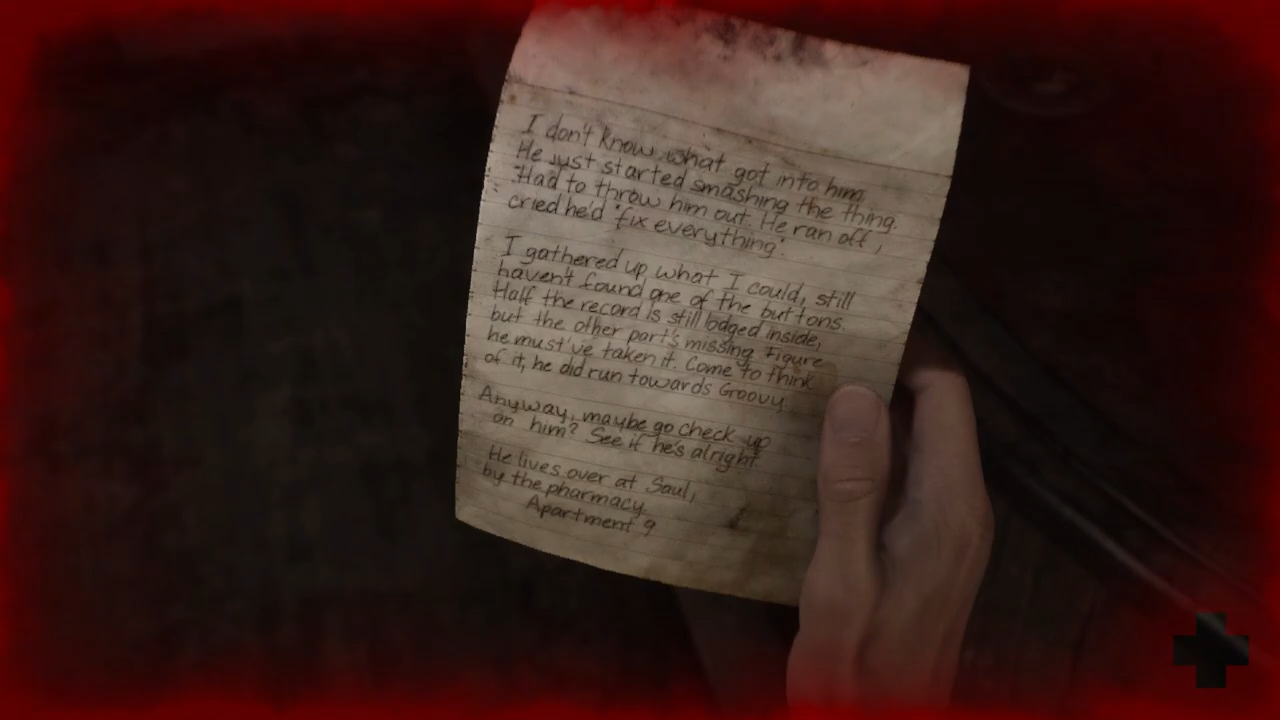 I don't know what got into him
He just started smashing the thing.
Had to throw him out. He ran off,
cried he'd "fix everything".
I gathered up what I could, still
haven't found one of the buttons.
Half the record is still lodged inside,
but the other part's missing. Figure
he must've taken it. Come to think
of it, he did run towards Groovy.
Anyway, maybe go check up
on him? See if he's alright.
He lives over at Saul,
by the pharmacy.
Apartment 9